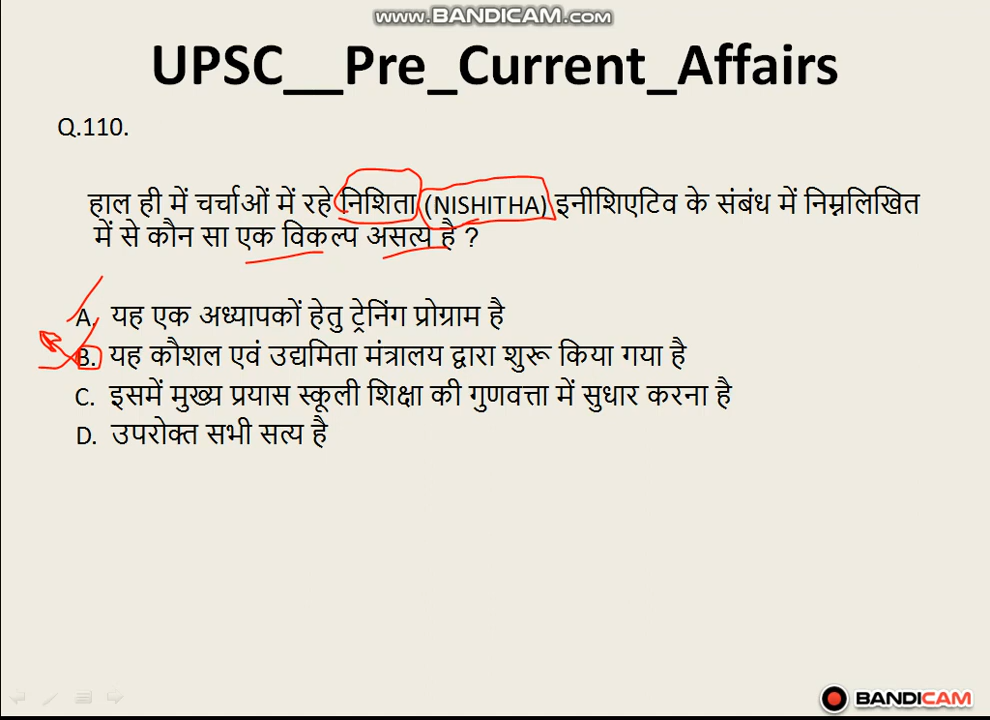 www.BANDICAM.com
UPSC__Pre_Current_Affairs
Q.110.
हाल ही में चर्चाओं में रहे निशिता (NISHITHA) इनीशिएटिव के संबंध में निम्नलिखित
में से कौन सा एक विकल्प असत्य है ?
A. यह एक अध्यापकों हेतु ट्रेनिंग प्रोग्राम है
B. यह कौशल एवं उद्यमिता मंत्रालय द्वारा शुरू किया गया है
C. इसमें मुख्य प्रयास स्कूली शिक्षा की गुणवत्ता में सुधार करना है
D. उपरोक्त सभी सत्य है
BANDICAM